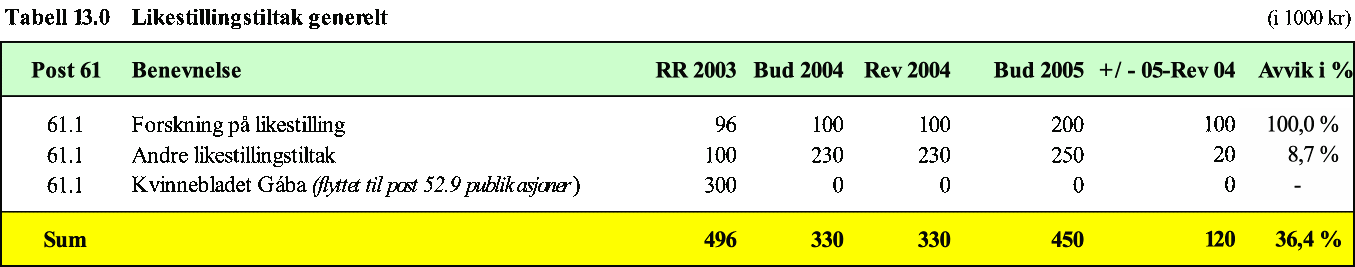 Tabell 13.0 Likestillingstiltak generelt (i 1000 kr)
Post 61 Benevnelse RR 2003 Bud 2004 Rev 2004 Bud 2005 +/ - 05-Rev 04 Avvik i %
61.1 Forskning på likestilling 96 100 100 200 100 100,0 %
61.1 Andre likestillingstiltak 100 230 230 250 20 8,7 %
61.1 Kvinnebladet Gába (flyttet til post 52.9 publikasjoner) 300 0 0 0 0 -
Sum 496 330 330 450 120 36,4 %